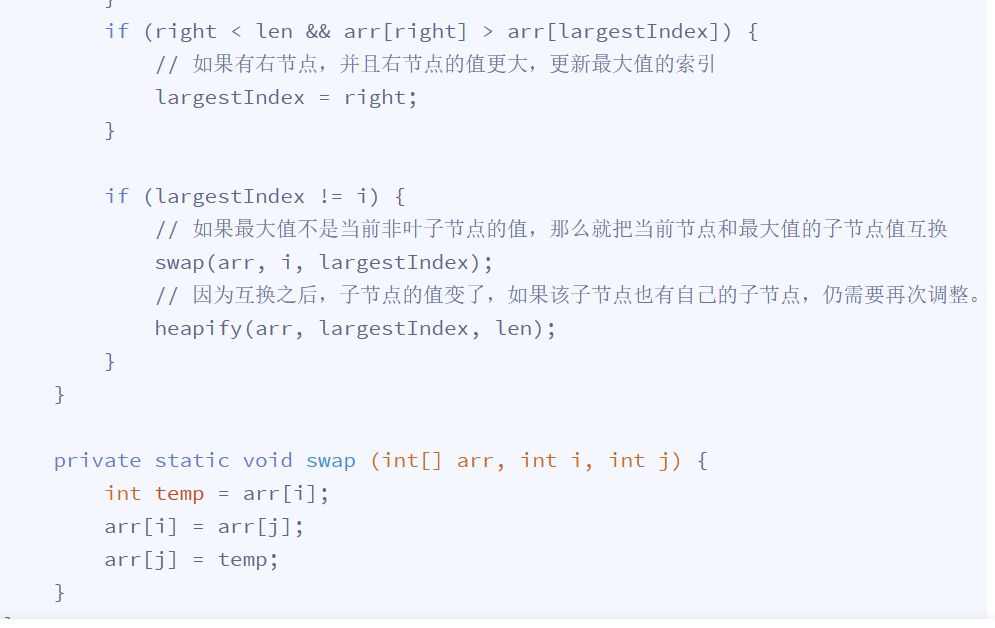 }
if (right < len && arr[right] > arr[largestIndex]) {
// 如果有右节点，并且右节点的值更大，更新最大值的索引
largestIndex = right;
}
if (largestIndex != i) {
// 如果最大值不是当前非叶子节点的值，那么就把当前节点和最大值的子节点值互换
swap(arr, i, largestIndex);
// 因为互换之后，子节点的值变了，如果该子节点也有自己的子节点，仍需要再次调整。
heapify(arr, largestIndex, len);
}
}
private static void swap (int[] arr, int i, int j) {
int temp = arr[i];
arr[i] = arr[j];
arr[j] = temp;
}